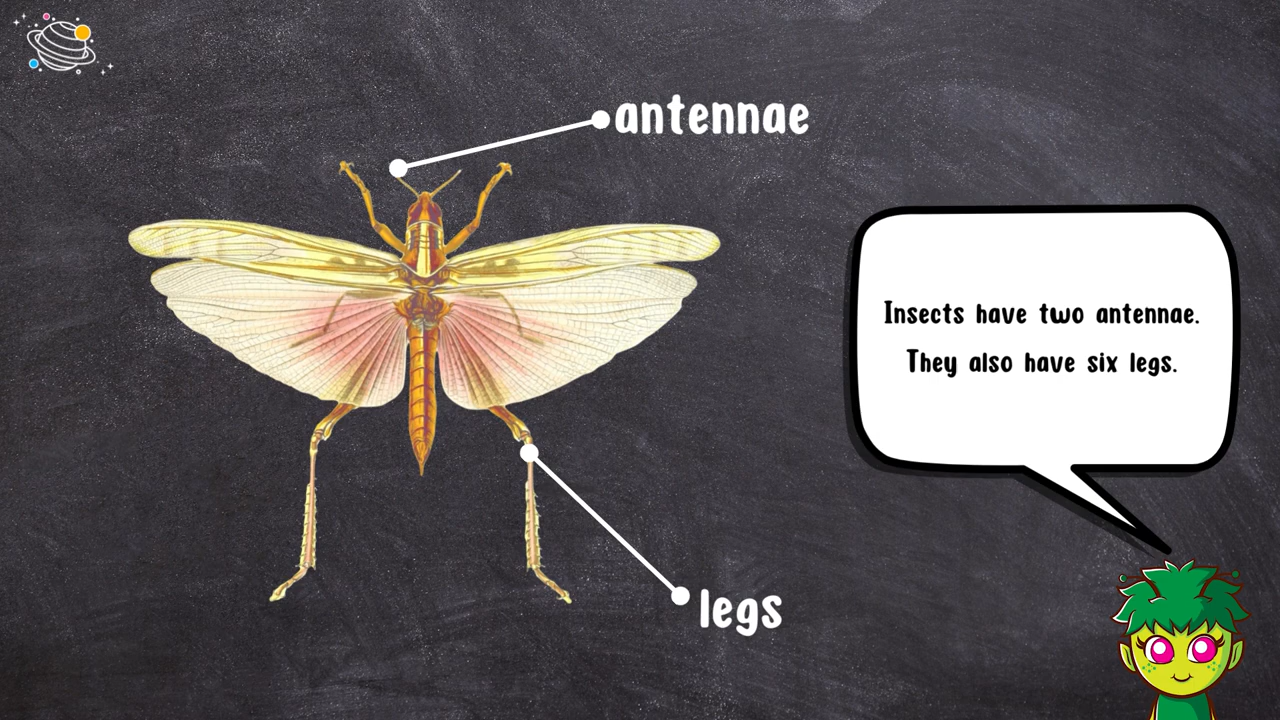 antennae
Insects have two antennae.
They also have six legs.
legs